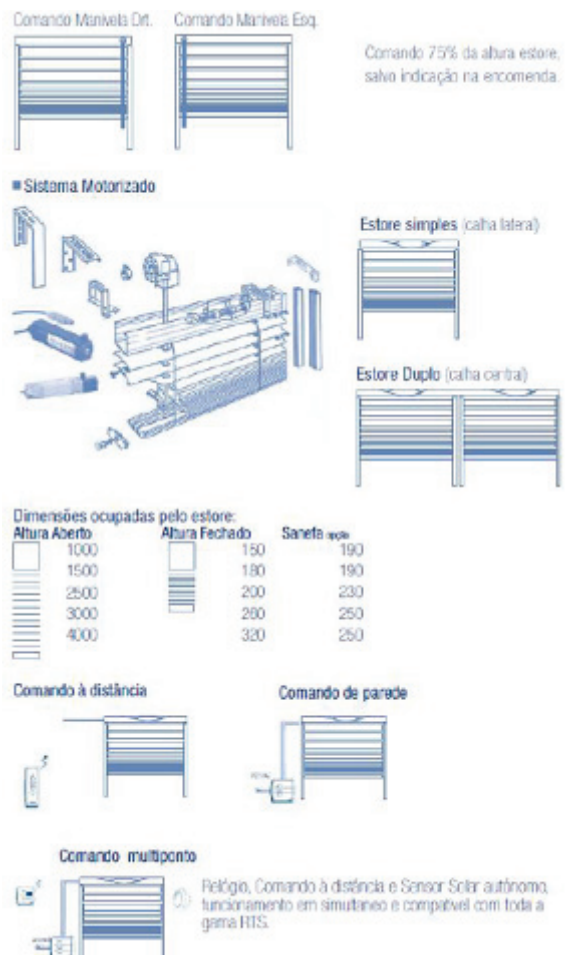 Comando Manivela Drt. Comando Manivela Esq.
Comando 75% da altura estore,
salvo indicação na encomenda.
Sistema Motorizado
Estore simples (calha lateral)
Estore Duplo (calha central)
Dimensões ocupadas pelo estore:
Altura Aberto Altura Fechado Sanefa opção
1000 150 190
1500 180 190
2500 200 230
3000 260 250
4000 320 250
Comando à distância Comando de parede
Comando multiponto
Relógio, Comando à distância e Sensor Solar autónomo,
funcionamento em simultaneo e compatível com toda a
gama RTS.